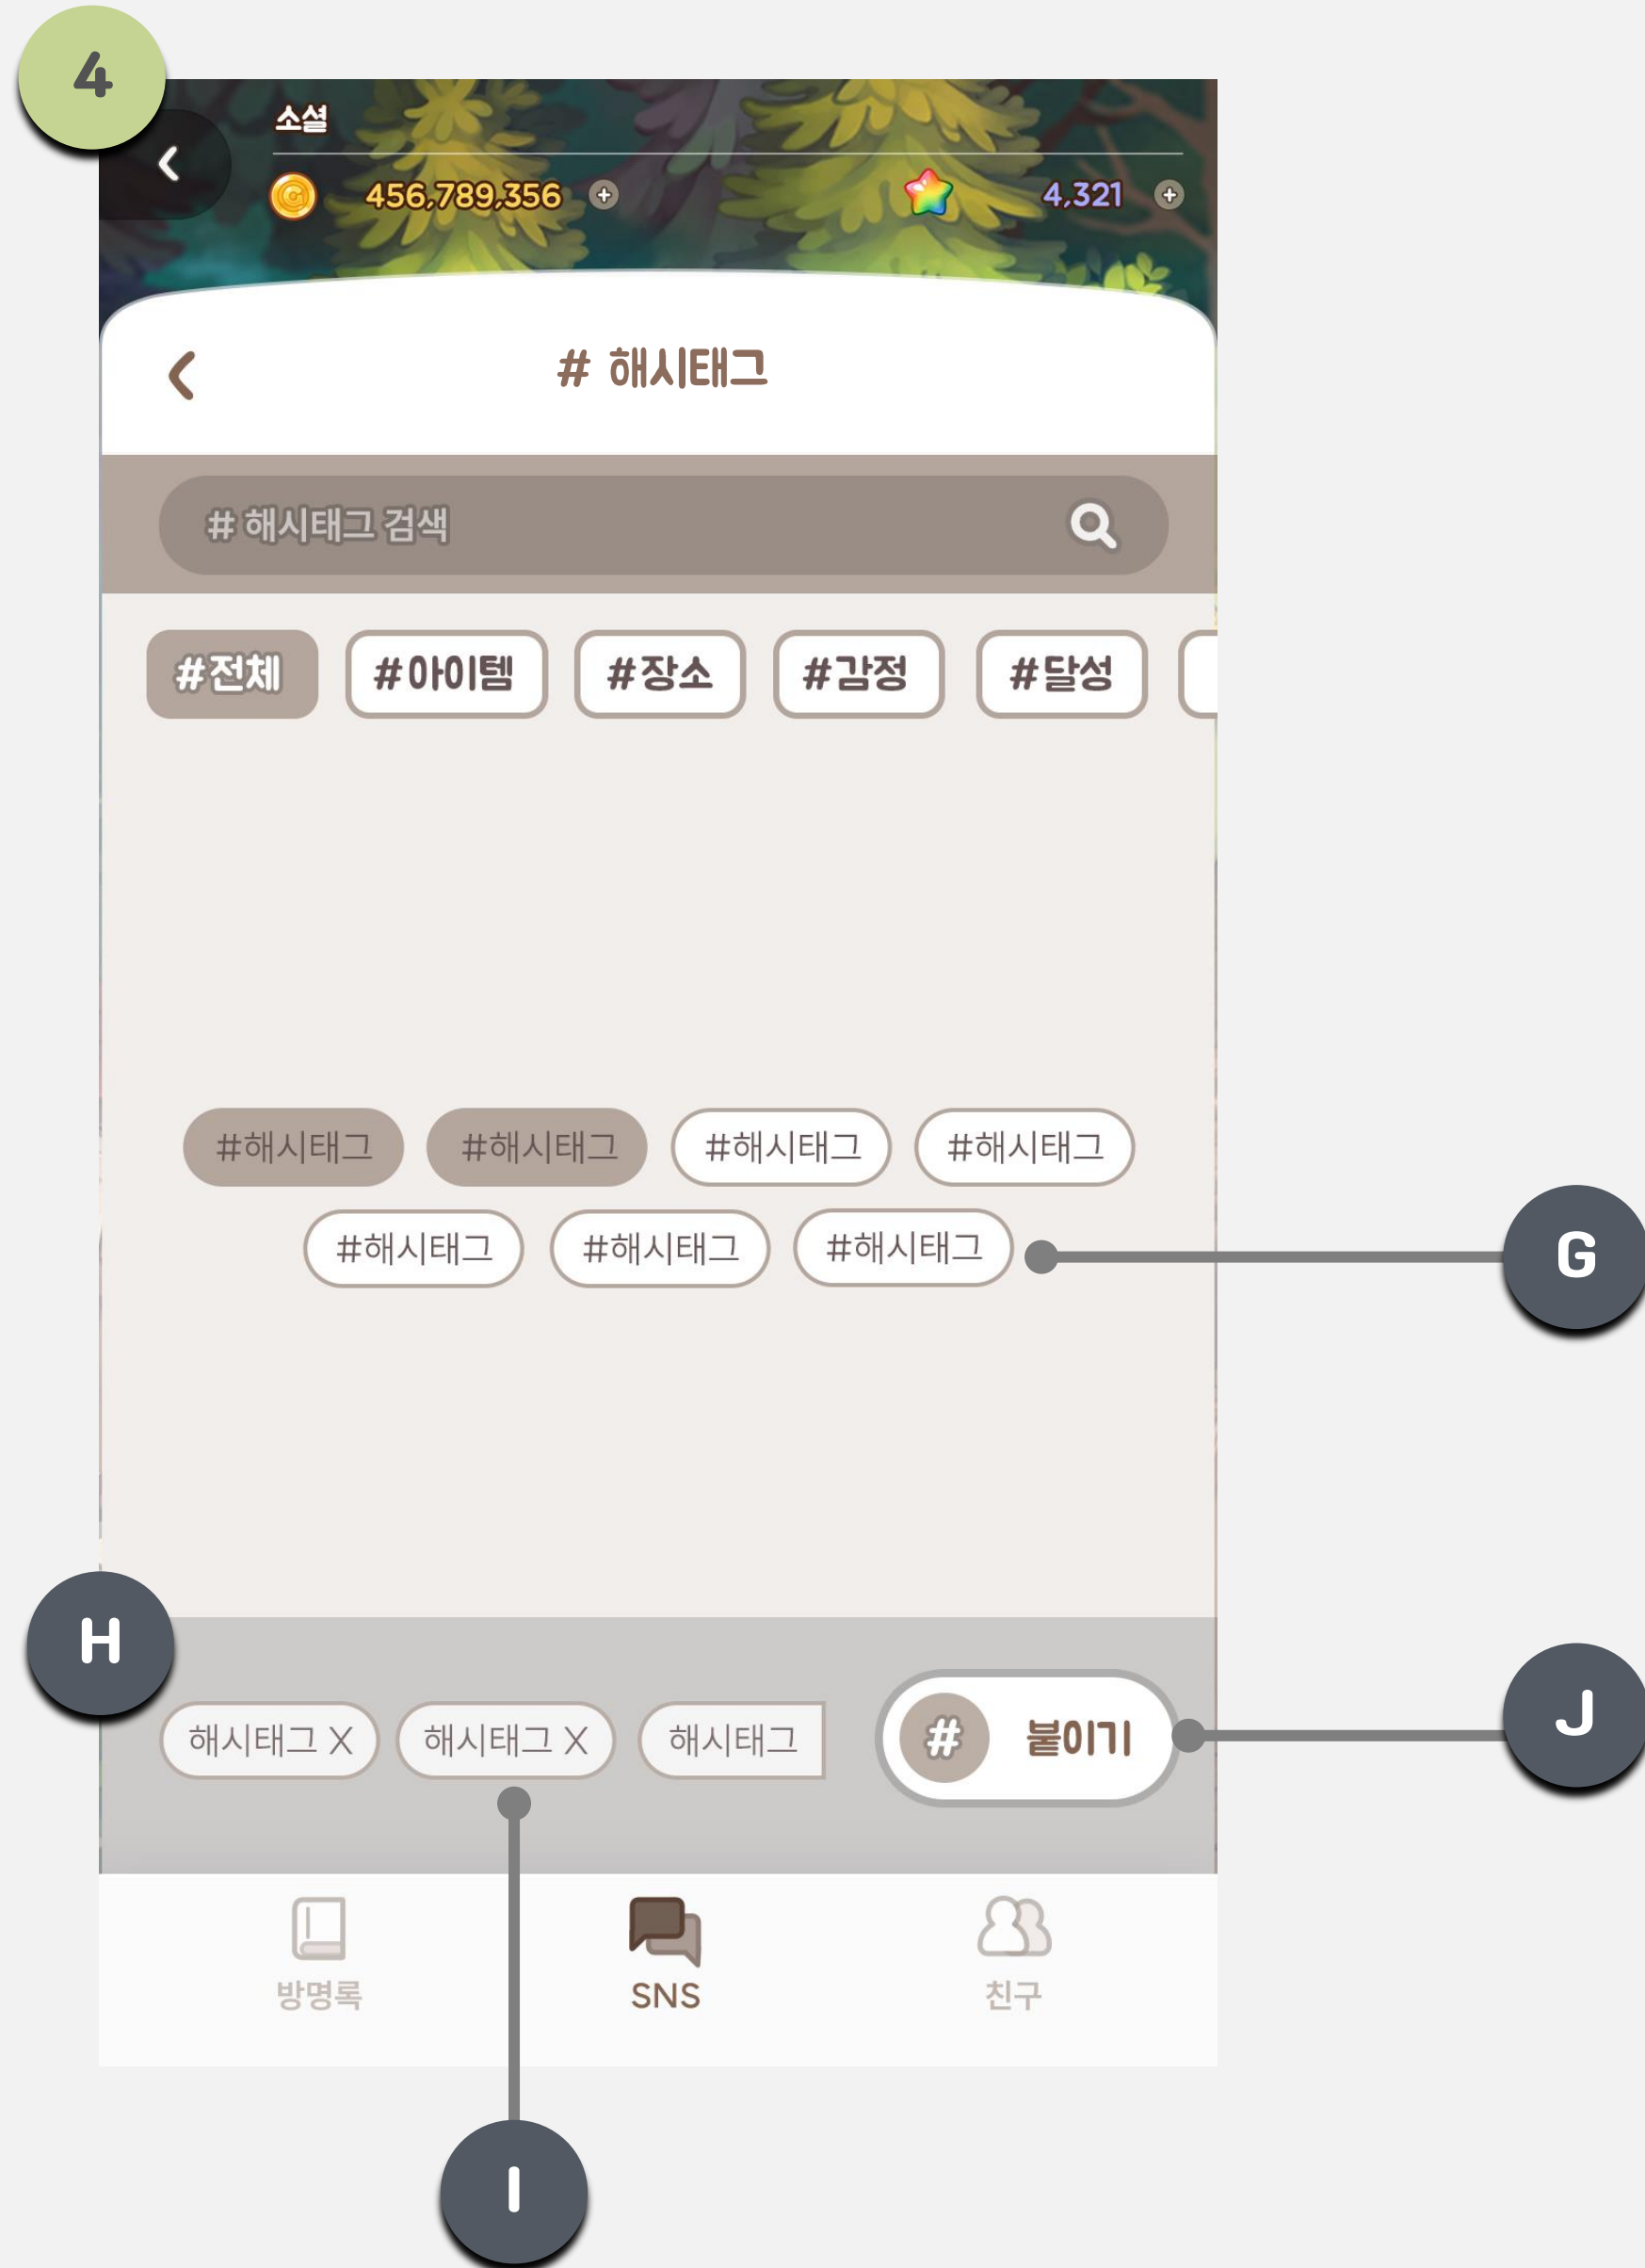 4
소셜
456,789,356 4,321
# 해시태그
# 해시태그 검색
#전체 #아이템 #장소 #감정 #달성
#해시태그 #해시태그 #해시태그 #해시태그
#해시태그 #해시태그 #해시태그
G
H
해시태그 X 해시태그 X 해시태그 # 붙이기
J
방명록 SNS 친구
I